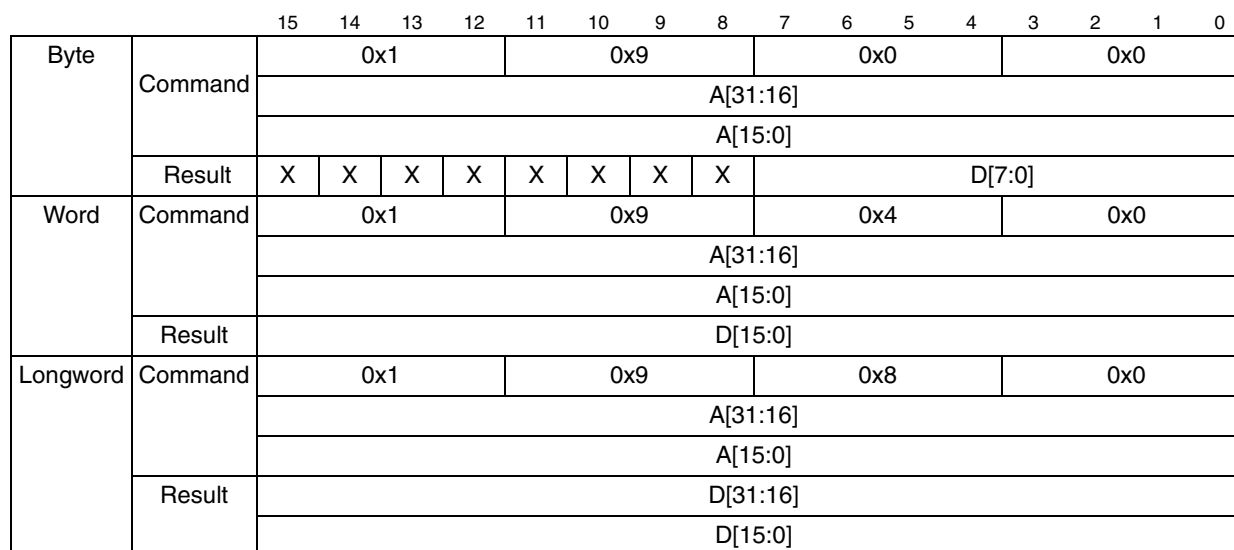 15 14 13 12 11 10 9 8 7 6 5 4 3 2 1 0
Byte Command 0x1 0x9 0x0 0x0
A[31:16]
A[15:0]
Result X X X X X X X X D[7:0]
Word Command 0x1 0x9 0x4 0x0
A[31:16]
A[15:0]
Result D[15:0]
Longword Command 0x1 0x9 0x8 0x0
A[31:16]
A[15:0]
Result D[31:16]
D[15:0]